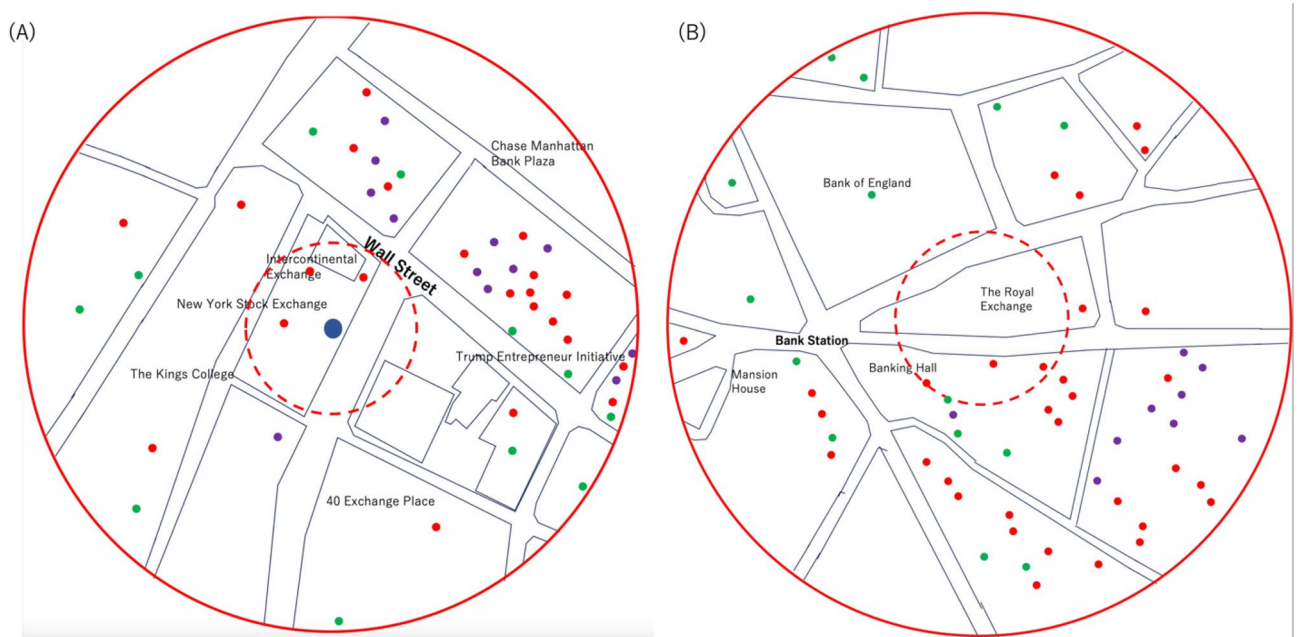 (A)
Chase Manhattan
Bank Plaza
Wall Street
Intercontinental
Exchange
New York Stock Exchange
Trump Entrepreneur Initiative
The Kings College
40 Exchange Place
(B)
Bank of England
The Royal
Exchange
Bank Station
Banking Hall
Mansion
House